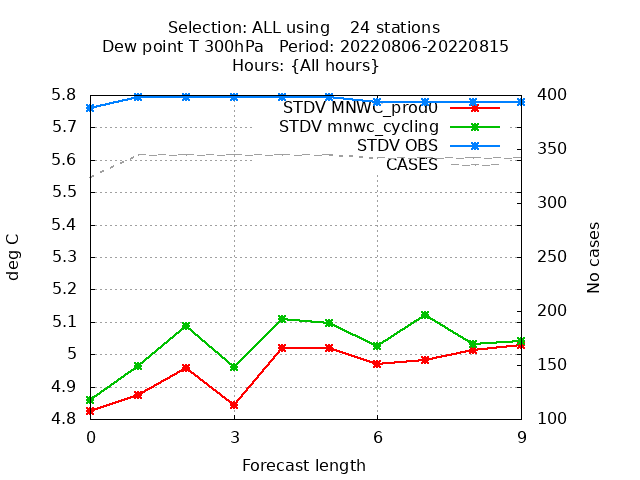 Selection: ALL using 24 stations
Dew point T 300hPa Period: 20220806-20220815
Hours: {All hours}
5.8
5.7
5.6
5.5
5.4
5.3
5.2
5.1
5
4.9
4.8
deg C
STDV MNWC_prod0
STDV mnwc_cycling
STDV OBS
CASES
400
350
300
250
200
150
100
No cases
0 3 6 9
Forecast length